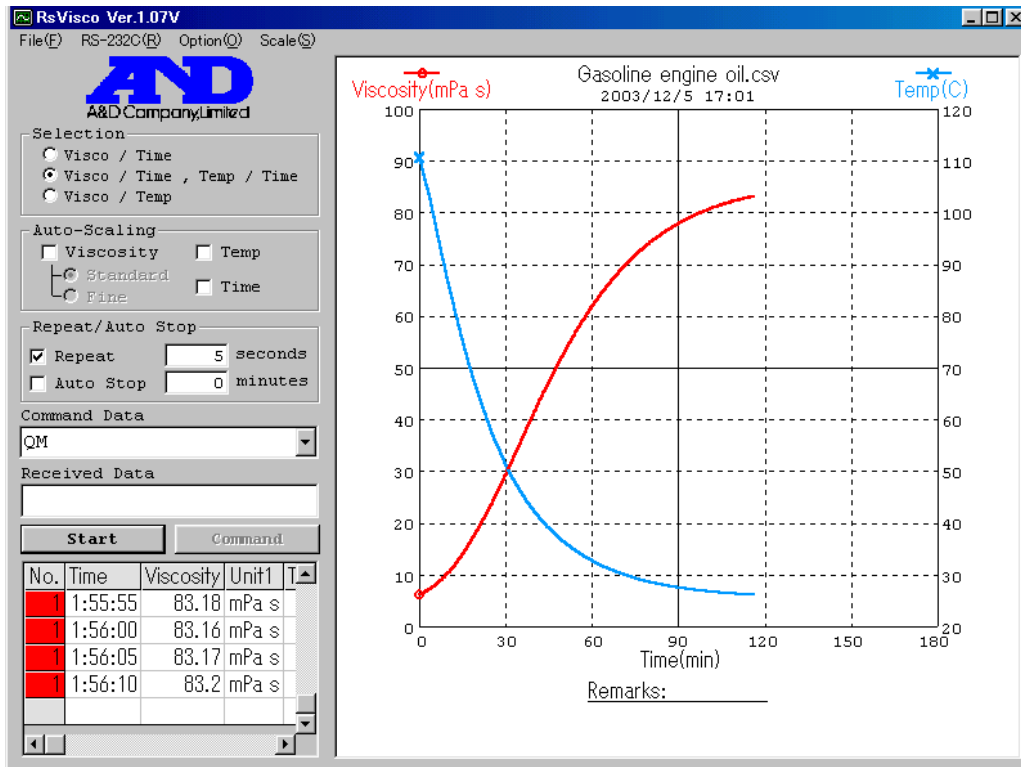 RsVisco Ver.1.07V
File(F) RS-232C(R) Option(O) Scale(S)
AND
A&D Company,Limited
Selection
Visco / Time
Visco / Time , Temp / Time
Visco / Temp
Auto-Scaling
Viscosity Temp
Standard
Fine
Time
Repeat/Auto Stop
Repeat 5 seconds
Auto Stop 0 minutes
Command Data
QM
Received Data
Start Command
No. Time Viscosity Unit1 T
1 1:55:55 83.18 mPa s
1 1:56:00 83.16 mPa s
1 1:56:05 83.17 mPa s
1 1:56:10 83.2 mPa s
Gasoline engine oil.csv
Viscosity(mPa s) 2003/12/5 17:01 Temp(C)
100 120
90 110
80 100
70 90
60 80
50 70
40 60
30 50
20 40
10 30
0 20
0 30 60 90 120 150 180
Time(min)
Remarks: